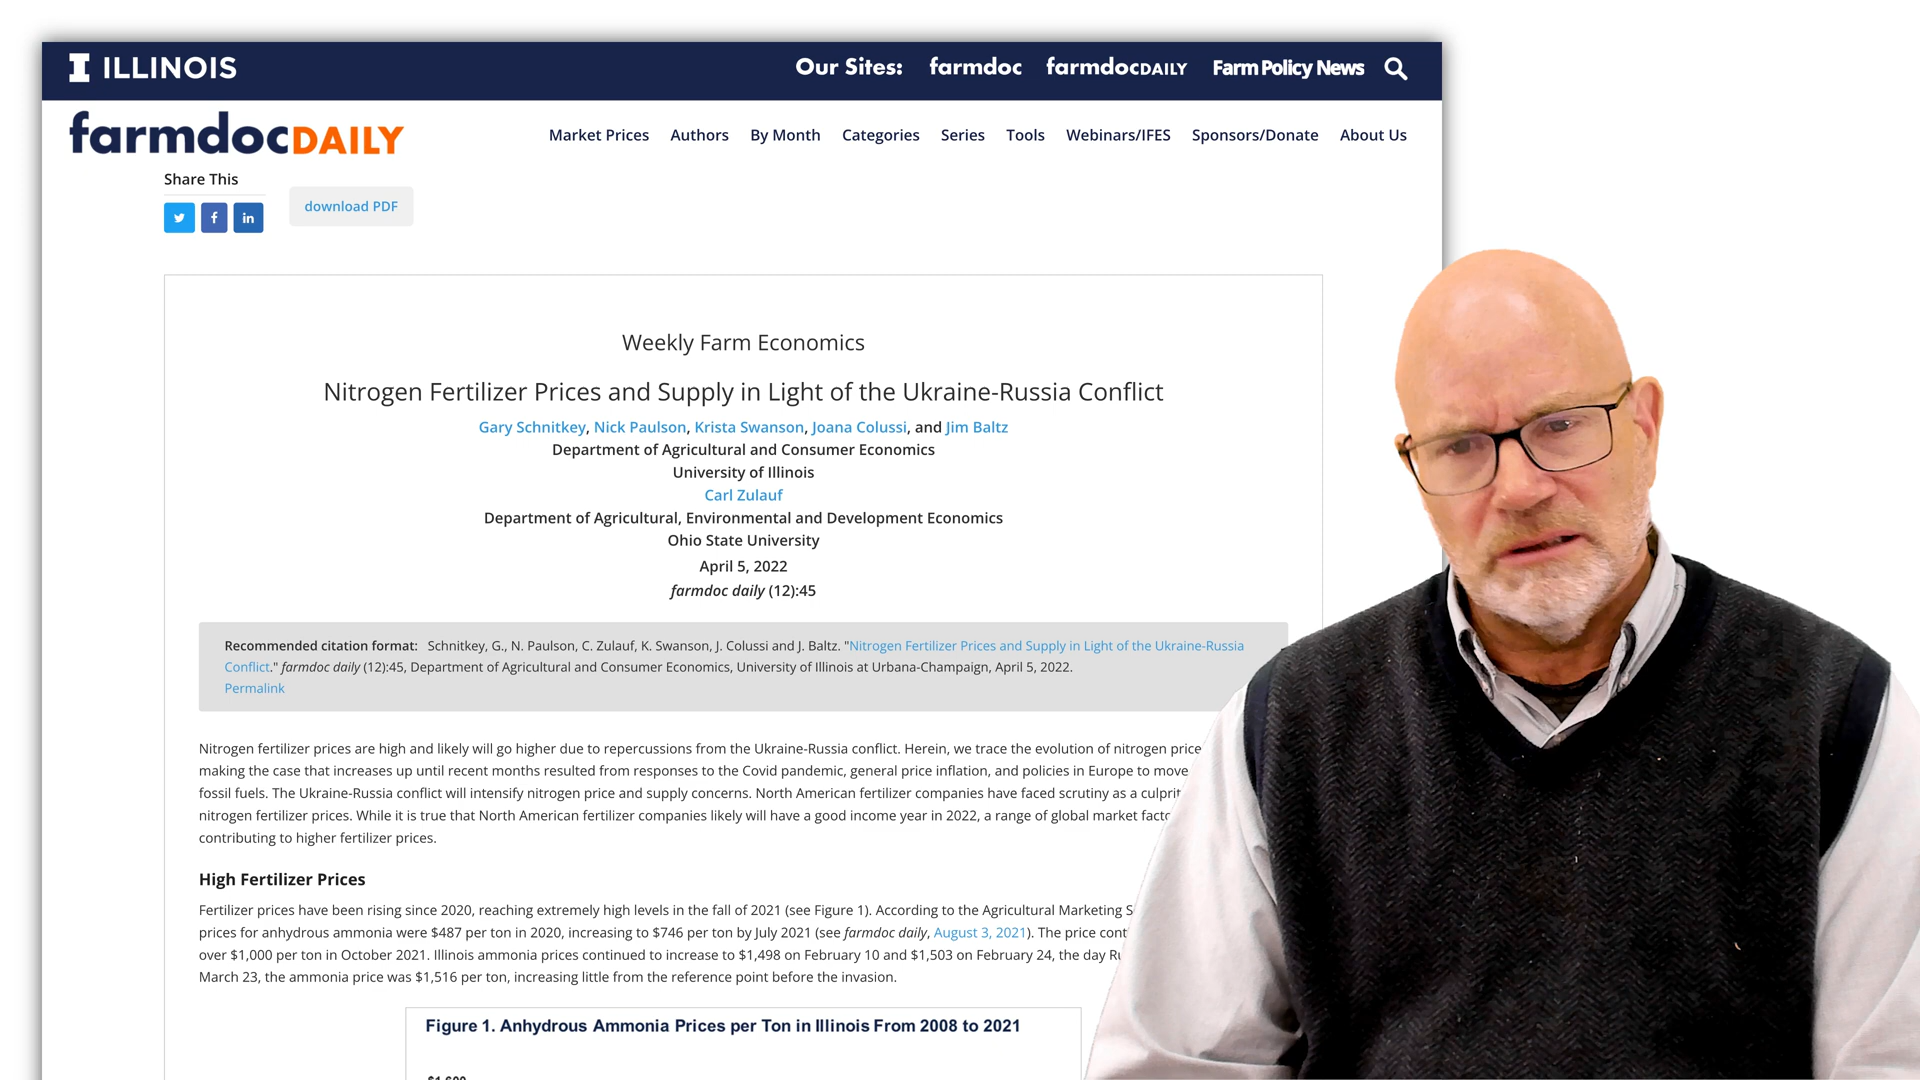 ILLINOIS
Our Sites: farmdoc farmdocDAILY Farm Policy News
farmdocDAILY
Market Prices Authors By Month Categories Series Tools Webinars/IFES Sponsors/Donate About Us
Share This
download PDF
Weekly Farm Economics
Nitrogen Fertilizer Prices and Supply in Light of the Ukraine-Russia Conflict
Gary Schnitkey, Nick Paulson, Krista Swanson, Joana Colussi, and Jim Baltz
Department of Agricultural and Consumer Economics
University of Illinois
Carl Zulauf
Department of Agricultural, Environmental and Development Economics
Ohio State University
April 5, 2022
farmdoc daily (12):45
Recommended citation format: Schnitkey, G., N. Paulson, C. Zulauf, K. Swanson, J. Colussi and J. Baltz. "Nitrogen Fertilizer Prices and Supply in Light of the Ukraine-Russia
Conflict." farmdoc daily (12):45, Department of Agricultural and Consumer Economics, University of Illinois at Urbana-Champaign, April 5, 2022.
Permalink
Nitrogen fertilizer prices are high and likely will go higher due to repercussions from the Ukraine-Russia conflict. Herein, we trace the evolution of nitrogen price
making the case that increases up until recent months resulted from responses to the Covid pandemic, general price inflation, and policies in Europe to move
fossil fuels. The Ukraine-Russia conflict will intensify nitrogen price and supply concerns. North American fertilizer companies have faced scrutiny as a culprit
nitrogen fertilizer prices. While it is true that North American fertilizer companies likely will have a good income year in 2022, a range of global market
contributing to higher fertilizer prices.
High Fertilizer Prices
Fertilizer prices have been rising since 2020, reaching extremely high levels in the fall of 2021 (see Figure 1). According to the Agricultural Marketing
prices for anhydrous ammonia were $487 per ton in 2020, increasing to $746 per ton by July 2021 (see farmdoc daily, August 3, 2021). The price
over $1,000 per ton in October 2021. Illinois ammonia prices continued to increase to $1,498 on February 10 and $1,503 on February 24, the day
March 23, the ammonia price was $1,516 per ton, increasing little from the reference point before the invasion.
Figure 1. Anhydrous Ammonia Prices per Ton in Illinois From 2008 to 2021